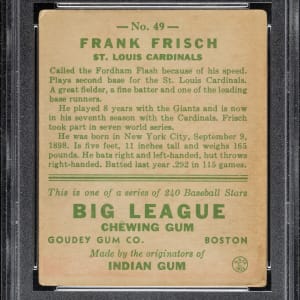 No. 49
FRANK FRISCH
ST. LOUIS CARDINALS
Called the Fordham Flash because of his speed.
Plays second base for the St. Louis Cardinals.
A great fielder, a fine batter and one of the leading
base runners.
He played 8 years with the Giants and is now
in his seventh season with the Cardinals. Frisch
took part in seven world series.
He was born in New York City, September 9,
1898. Is five feet, 11 inches tall and weighs 165
pounds. He bats right and left-handed, but throws
right-handed. Batted last year .292 in 115 games.
This is one of a series of 240 Baseball Stars
BIG LEAGUE
CHEWING GUM
GOUDEY GUM CO. BOSTON
Made by the originators of
INDIAN GUM